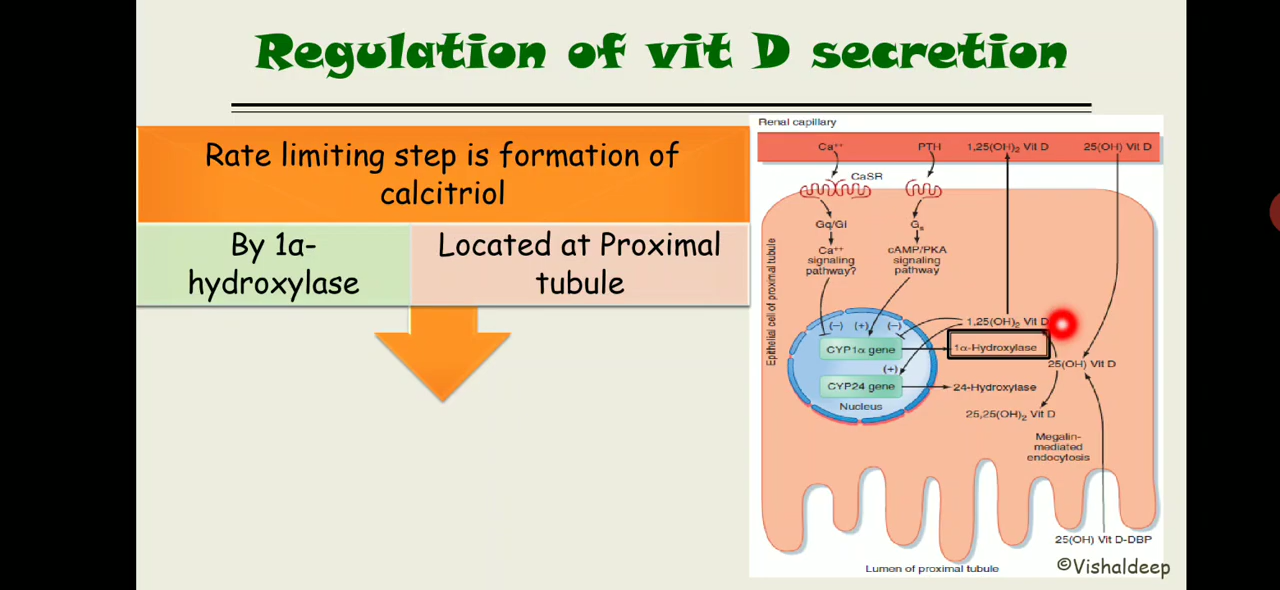 Regulation of vit D secretion
Rate limiting step is formation of
calcitriol
By 1α-
hydroxylase
Located at Proximal
tubule
Renal capillary
Ca⁺⁺
PTH
1,25(OH)₂ Vit D
25(OH) Vit D
CaSR
Gq/Gi
Gₛ
Ca⁺⁺
signaling
pathway?
cAMP/PKA
signaling
pathway
Epithelial cell of proximal tubule
(–)
(+)
(–)
1,25(OH)₂ Vit D
CYP1α gene
1α-Hydroxylase
25(OH) Vit D
(+)
CYP24 gene
24-Hydroxylase
Nucleus
25,25(OH)₂ Vit D
Megalin-
mediated
endocytosis
25(OH) Vit D-DBP
Lumen of proximal tubule
©Vishaldeep